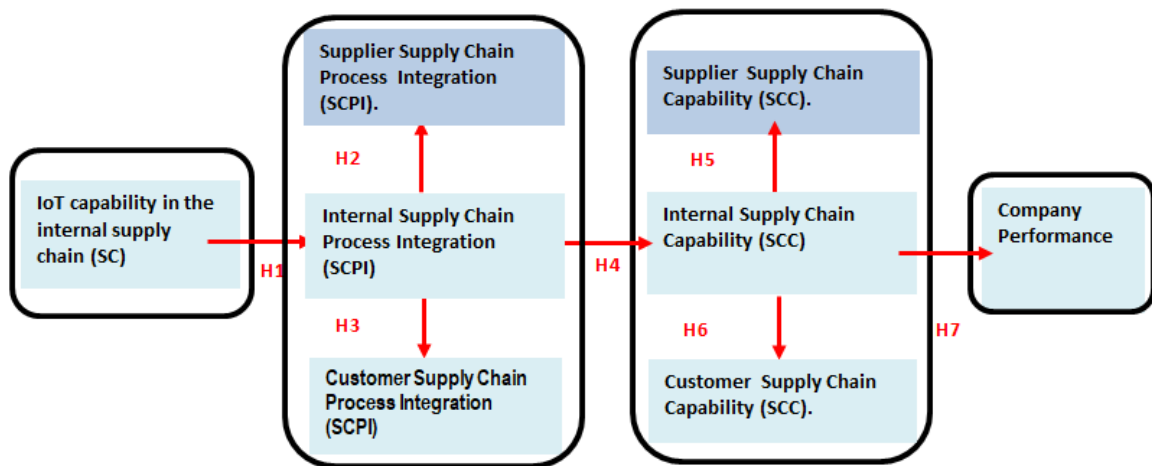 IoT capability in the
internal supply
chain (SC)
H1
Supplier Supply Chain
Process Integration
(SCPI).
H2
Internal Supply Chain
Process Integration
(SCPI)
H3
Customer Supply Chain
Process Integration
(SCPI)
H4
Supplier Supply Chain
Capability (SCC).
H5
Internal Supply Chain
Capability (SCC)
H6
Customer Supply Chain
Capability (SCC).
H7
Company
Performance